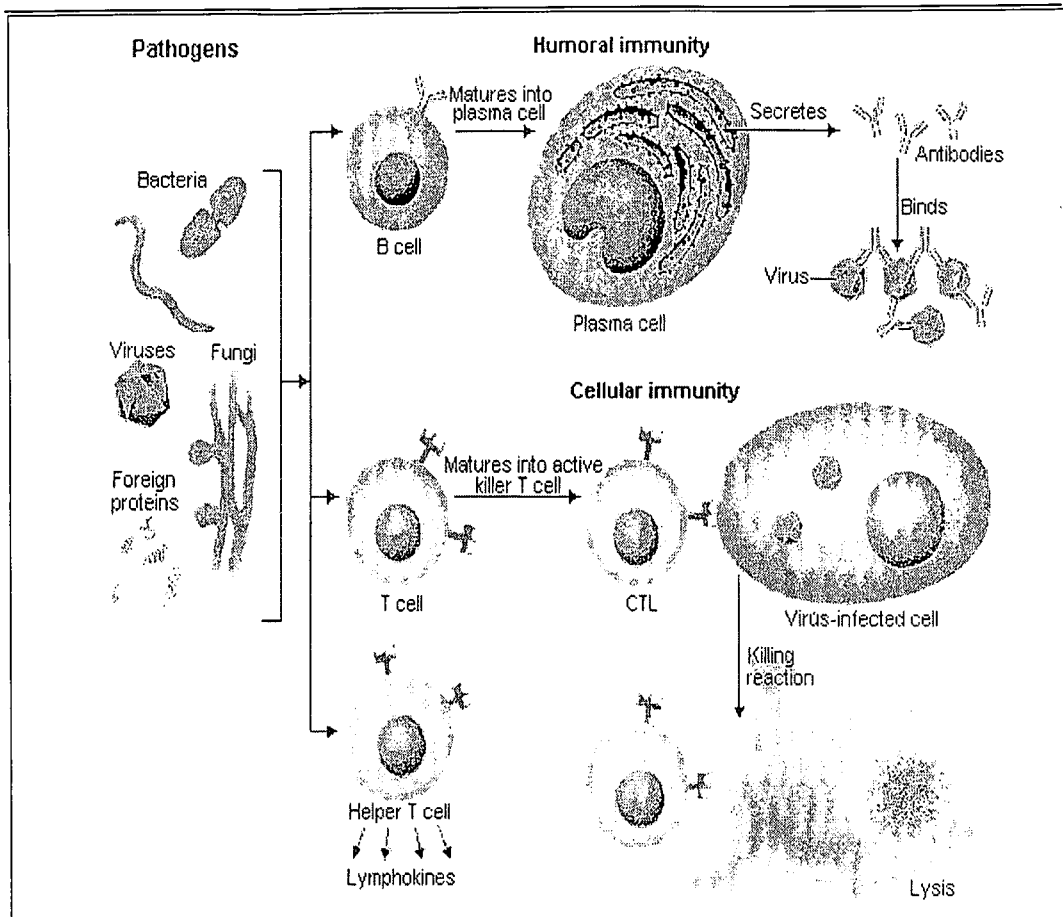 Pathogens
Bacteria
Viruses
Fungi
Foreign
proteins
Humoral immunity
B cell
Matures into
plasma cell
Plasma cell
Secretes
Antibodies
Binds
Virus
Cellular immunity
T cell
Matures into active
killer T cell
CTL
Virus-infected cell
Killing
reaction
Lysis
Helper T cell
Lymphokines